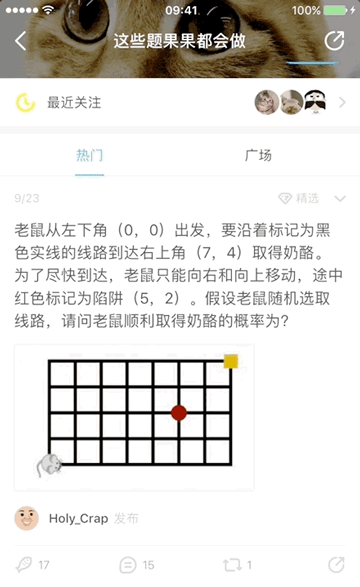 09:41
100%
这些题果果都会做
最近关注
热门
广场
9/23
精选
老鼠从左下角（0，0）出发，要沿着标记为黑
色实线的线路到达右上角（7，4）取得奶酪。
为了尽快到达，老鼠只能向右和向上移动，途中
红色标记为陷阱（5，2）。假设老鼠随机选取
线路，请问老鼠顺利取得奶酪的概率为?
Holy_Crap 发布
17
15
1